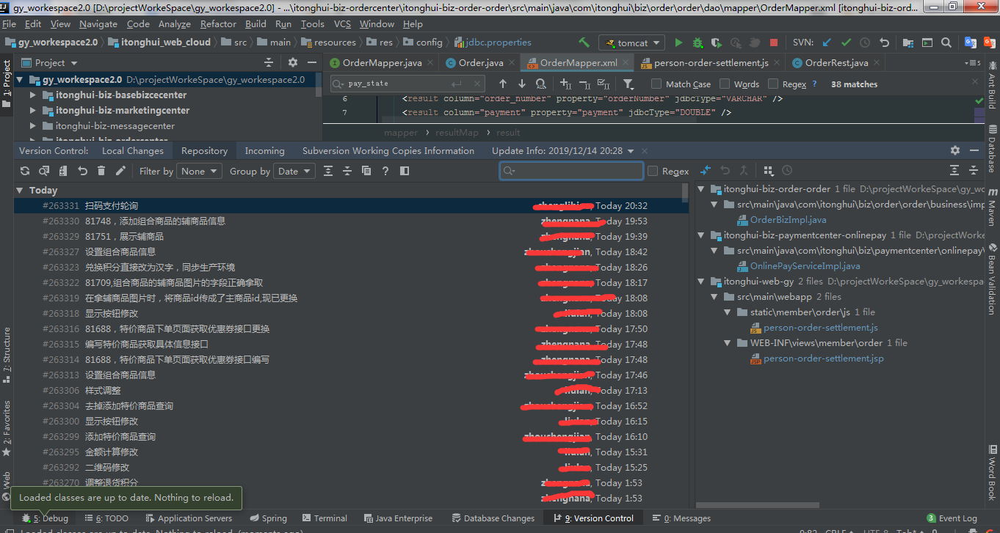 gy_workespace2.0 [D:\projectWorkeSpace\gy_workespace2.0] - ...\itonghui-biz-ordercenter\itonghui-biz-order-order\src\main\java\com\itonghui\biz\order\order\dao\mapper\OrderMapper.xml [itonghui-biz-ord...
File Edit View Navigate Code Analyze Refactor Build Run Tools VCS Window Help
gy_workespace2.0 itonghui_web_cloud src main resources res config jdbc.properties tomcat SVN:
1: Project
Project
OrderMapper.java Order.java OrderMapper.xml person-order-settlement.js OrderRest.java
gy_workespace2.0 D:\projectWorkeSpace\gy_workespace2.0
itonghui-biz-basebizcecenter
itonghui-biz-marketingcenter
itonghui-biz-messagecenter
itonghui-biz-ordercenter
pay_state Match Case Words Regex ? 38 matches
6 <result column="order_number" property="orderNumber" jdbcType="VARCHAR" />
7 <result column="payment" property="payment" jdbcType="DOUBLE" />
mapper › resultMap › result
Version Control: Local Changes Repository Incoming Subversion Working Copies Information Update Info: 2019/12/14 20:28
Filter by None Group by Date Regex
Today
#263331 扫码支付轮询 , Today 20:32
#263330 81748，添加组合商品的辅商品信息 Today 19:53
#263329 81751，展示辅商品 , Today 19:39
#263327 设置组合商品信息 , Today 18:42
#263323 兑换积分直接改为汉字，同步生产环境 , Today 18:26
#263322 81709,组合商品的辅商品图片的字段正确拿取 , Today 18:17
#263319 在拿辅商品图片时，将商品id传成了主商品id,现已更换 Today 18:08
#263318 显示按钮修改 , Today 18:08
#263316 81688，特价商品下单页面获取优惠券接口更换 Today 17:50
#263315 编写特价商品获取具体信息接口 Today 17:48
#263314 81688，特价商品下单页面获取优惠券接口编写 Today 17:48
#263313 设置组合商品信息 , Today 17:46
#263306 样式调整 , Today 17:13
#263304 去掉添加特价商品查询 , Today 16:52
#263300 显示按钮修改 Today 16:15
#263299 添加特价商品查询 , Today 16:10
#263296 金额计算修改 , Today 15:31
#263292 二维码修改 , Today 15:25
#263270 调整退货积分 , Today 1:53
, Today 1:53
itonghui-biz-order-order 1 file D:\projectWorkeSpace\gy_wo
src\main\java\com\itonghui\biz\order\order\business\imp
OrderBizImpl.java
itonghui-biz-paymentcenter-onlinepay 1 file D:\projectWorke
src\main\java\com\itonghui\biz\paymentcenter\onlinepay\
OnlinePayServiceImpl.java
itonghui-web-gy 2 files D:\projectWorkeSpace\gy_workespa
src\main\webapp 2 files
static\member\order\js 1 file
person-order-settlement.js
WEB-INF\views\member\order 1 file
person-order-settlement.jsp
Ant Build
Database
Maven
Bean Validation
Word Book
7: Structure
2: Favorites
Web
Loaded classes are up to date. Nothing to reload.
5: Debug 6: TODO Application Servers Spring Terminal Java Enterprise Database Changes 9: Version Control 0: Messages 3 Event Log